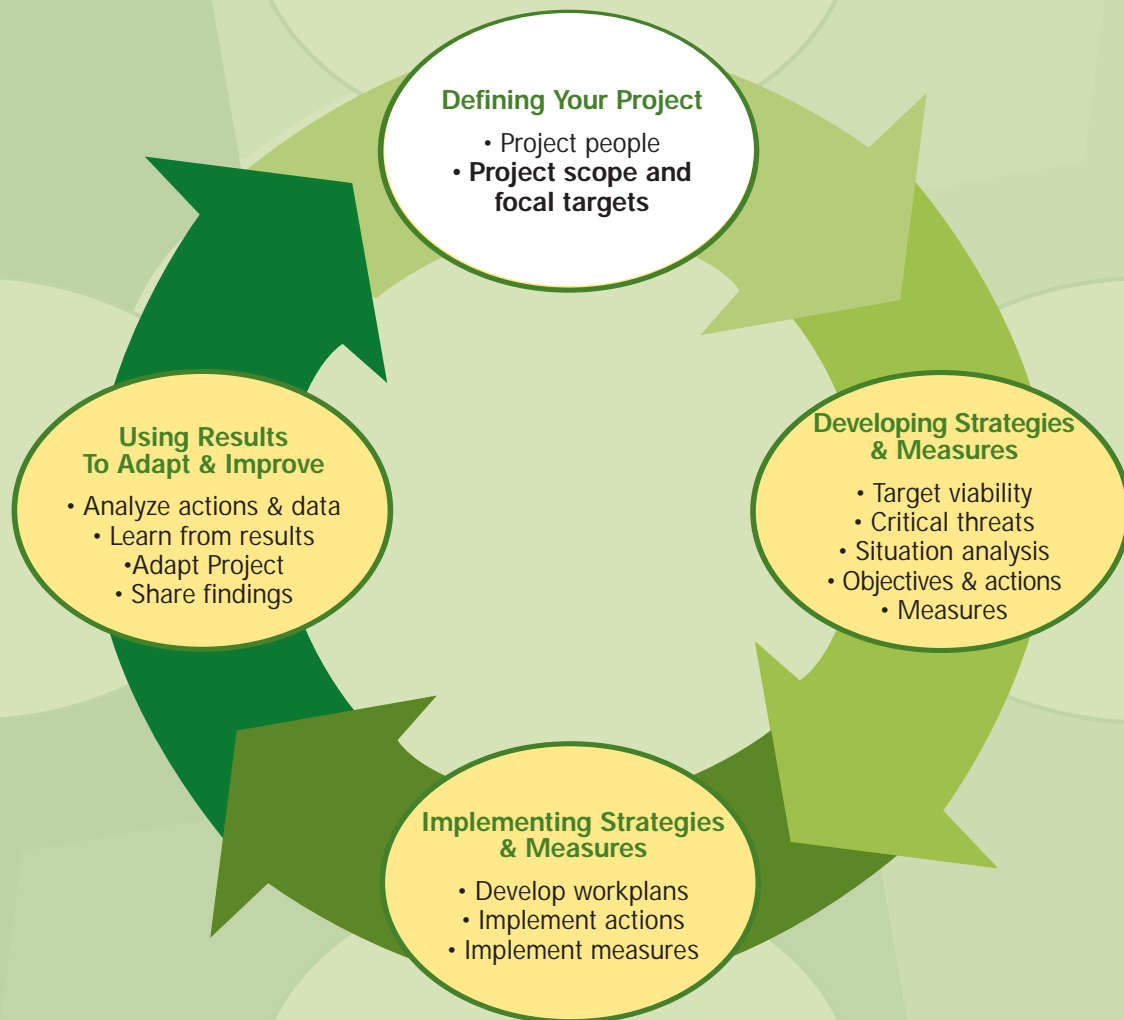 Defining Your Project
• Project people
• Project scope and
focal targets
Developing Strategies
& Measures
• Target viability
• Critical threats
• Situation analysis
• Objectives & actions
• Measures
Implementing Strategies
& Measures
• Develop workplans
• Implement actions
• Implement measures
Using Results
To Adapt & Improve
• Analyze actions & data
• Learn from results
•Adapt Project
• Share findings